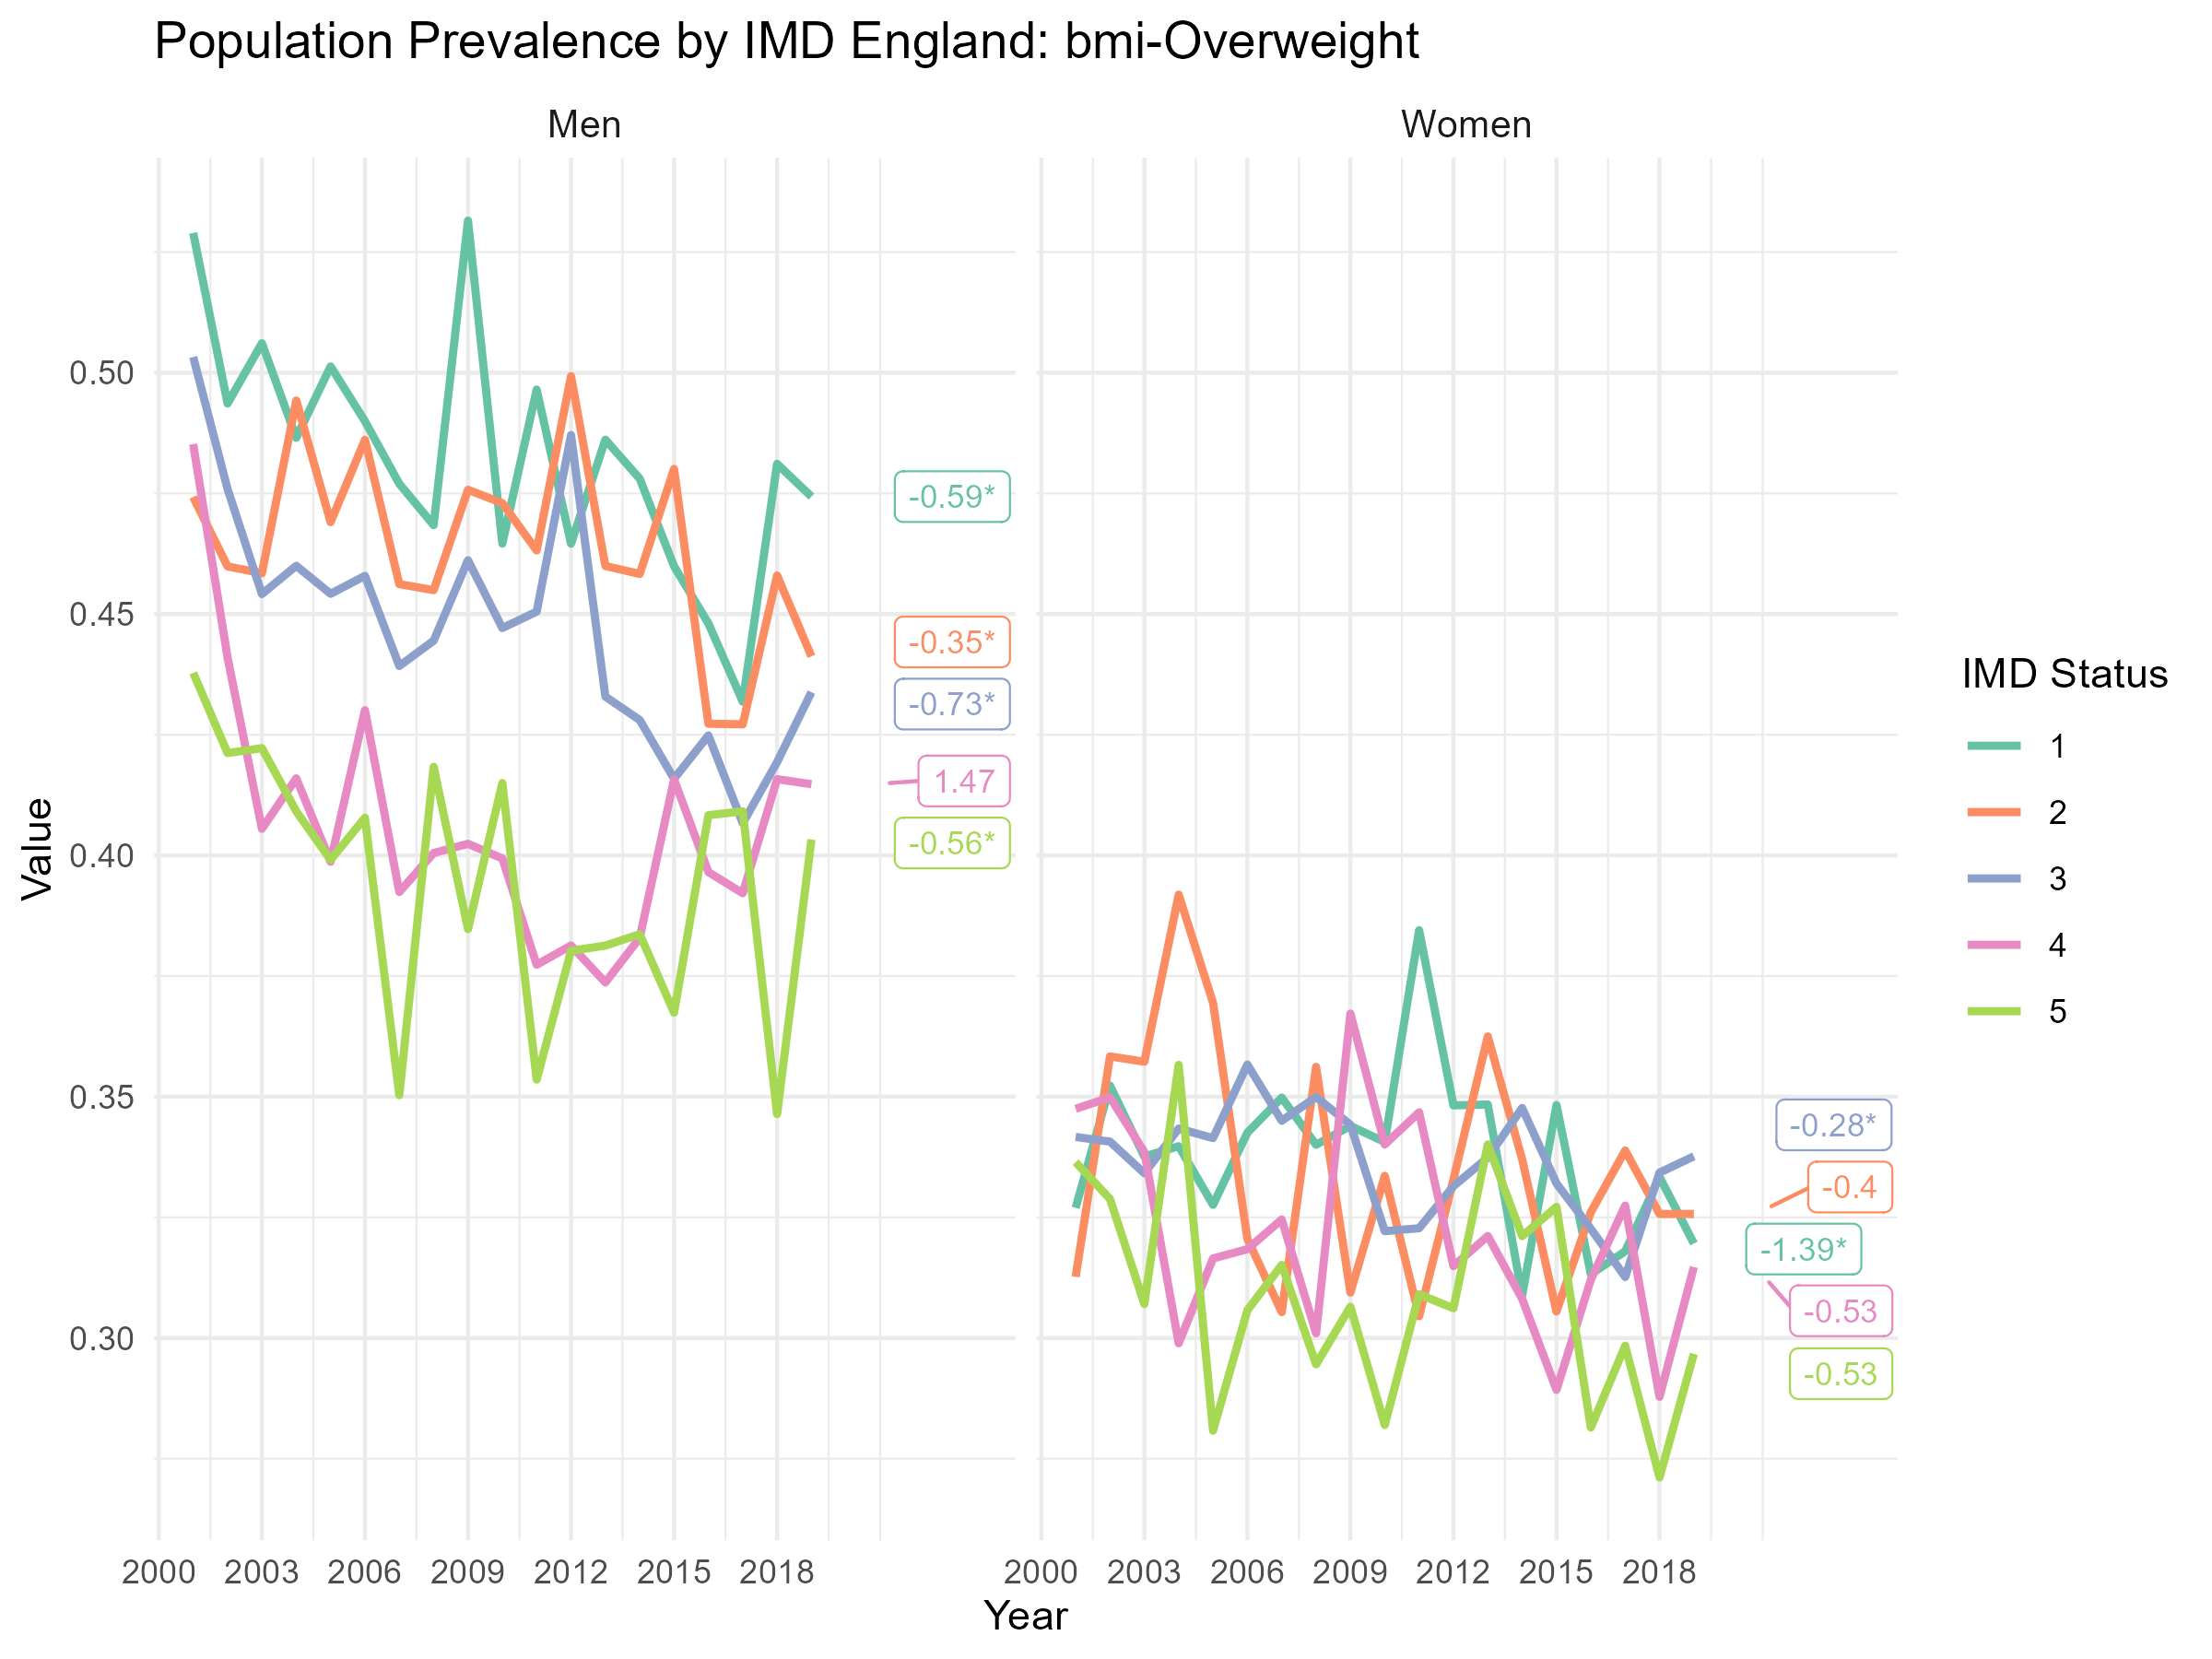 Population Prevalence by IMD England: bmi-Overweight
Men
Women
Value
0.50
0.45
0.40
0.35
0.30
-0.59*
-0.35*
-0.73*
1.47
-0.56*
-0.28*
-0.4
-1.39*
-0.53
-0.53
2000 2003 2006 2009 2012 2015 2018
2000 2003 2006 2009 2012 2015 2018
Year
IMD Status
1
2
3
4
5